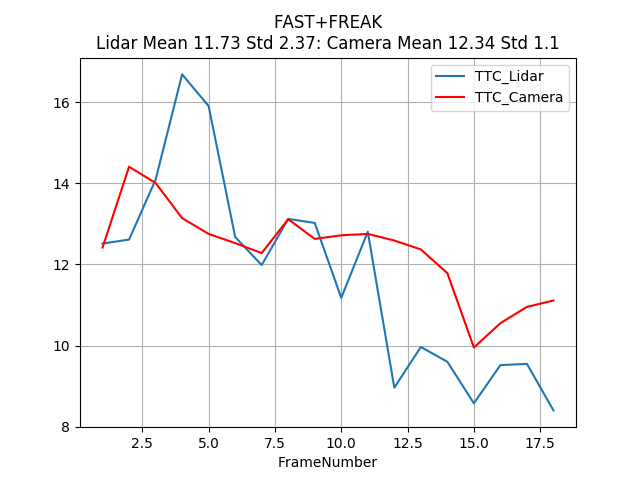 FAST+FREAK
Lidar Mean 11.73 Std 2.37: Camera Mean 12.34 Std 1.1
TTC_Lidar
TTC_Camera
16
14
12
10
8
2.5 5.0 7.5 10.0 12.5 15.0 17.5
FrameNumber